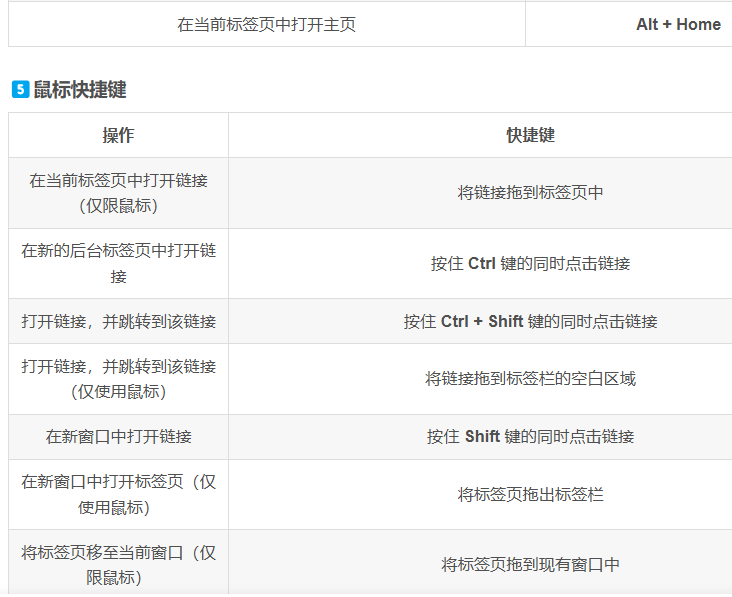 在当前标签页中打开主页 Alt + Home
5 鼠标快捷键
操作 快捷键
在当前标签页中打开链接
（仅限鼠标）
将链接拖到标签页中
在新的后台标签页中打开链
接
按住 Ctrl 键的同时点击链接
打开链接，并跳转到该链接 按住 Ctrl + Shift 键的同时点击链接
打开链接，并跳转到该链接
（仅使用鼠标）
将链接拖到标签栏的空白区域
在新窗口中打开链接 按住 Shift 键的同时点击链接
在新窗口中打开标签页（仅
使用鼠标）
将标签页拖出标签栏
将标签页移至当前窗口（仅
限鼠标）
将标签页拖到现有窗口中